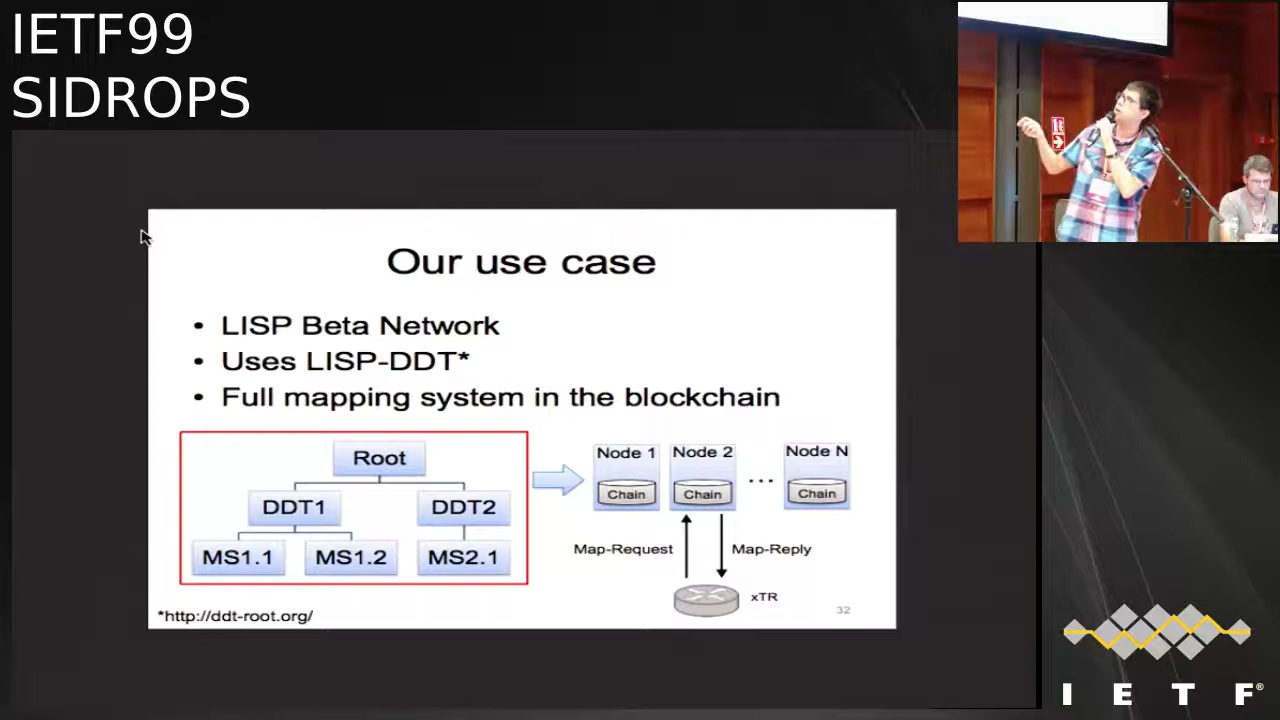 IETF99
SIDROPS
Our use case
• LISP Beta Network
• Uses LISP-DDT*
• Full mapping system in the blockchain
Root
DDT1
DDT2
MS1.1
MS1.2
MS2.1
Node 1
Node 2
Node N
Chain
Chain
...
Chain
Map-Request
Map-Reply
xTR
*http://ddt-root.org/
32
I E T F®